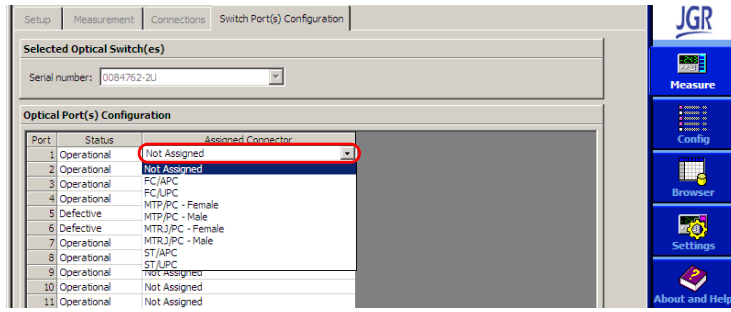 Setup Measurement Connections Switch Port(s) Configuration
Selected Optical Switch(es)
Serial number: 0084762-2U
Optical Port(s) Configuration
Port Status Assigned Connector
1 Operational Not Assigned
2 Operational Not Assigned
3 Operational FC/APC
4 Operational FC/UPC
MTP/PC - Female
5 Defective MTP/PC - Male
6 Defective MTRJ/PC - Female
7 Operational MTRJ/PC - Male
8 Operational ST/APC
ST/UPC
9 Operational Not Assigned
10 Operational Not Assigned
11 Operational Not Assigned
JGR
Measure
Config
Browser
Settings
About and Help